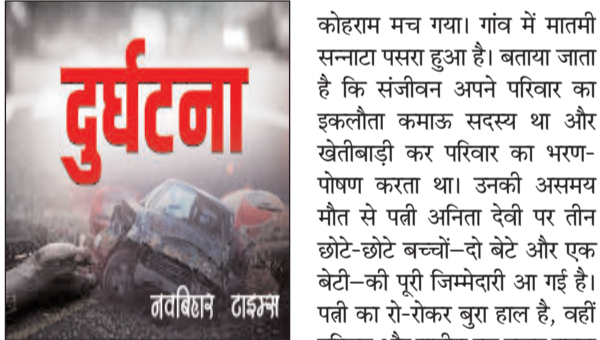 दुर्घटना
नवबिहार टाइम्स
कोहराम मच गया। गांव में मातमी
सन्नाटा पसरा हुआ है। बताया जाता
है कि संजीवन अपने परिवार का
इकलौता कमाऊ सदस्य था और
खेतीबाड़ी कर परिवार का भरण-
पोषण करता था। उनकी असमय
मौत से पत्नी अनिता देवी पर तीन
छोटे-छोटे बच्चों–दो बेटे और एक
बेटी–की पूरी जिम्मेदारी आ गई है।
पत्नी का रो-रोकर बुरा हाल है, वहीं